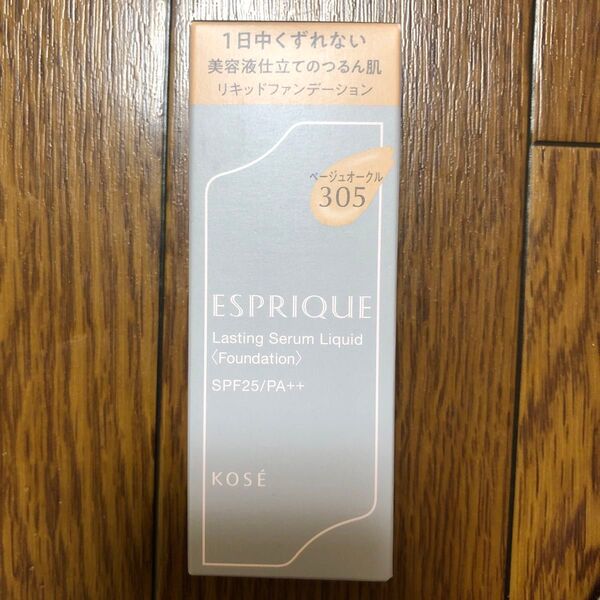 1日中くずれない
美容液仕立てのつるん肌
リキッドファンデーション
ベージュオークル
305
ESPRIQUE
Lasting Serum Liquid
〈Foundation〉
SPF25/PA++
KOSÉ